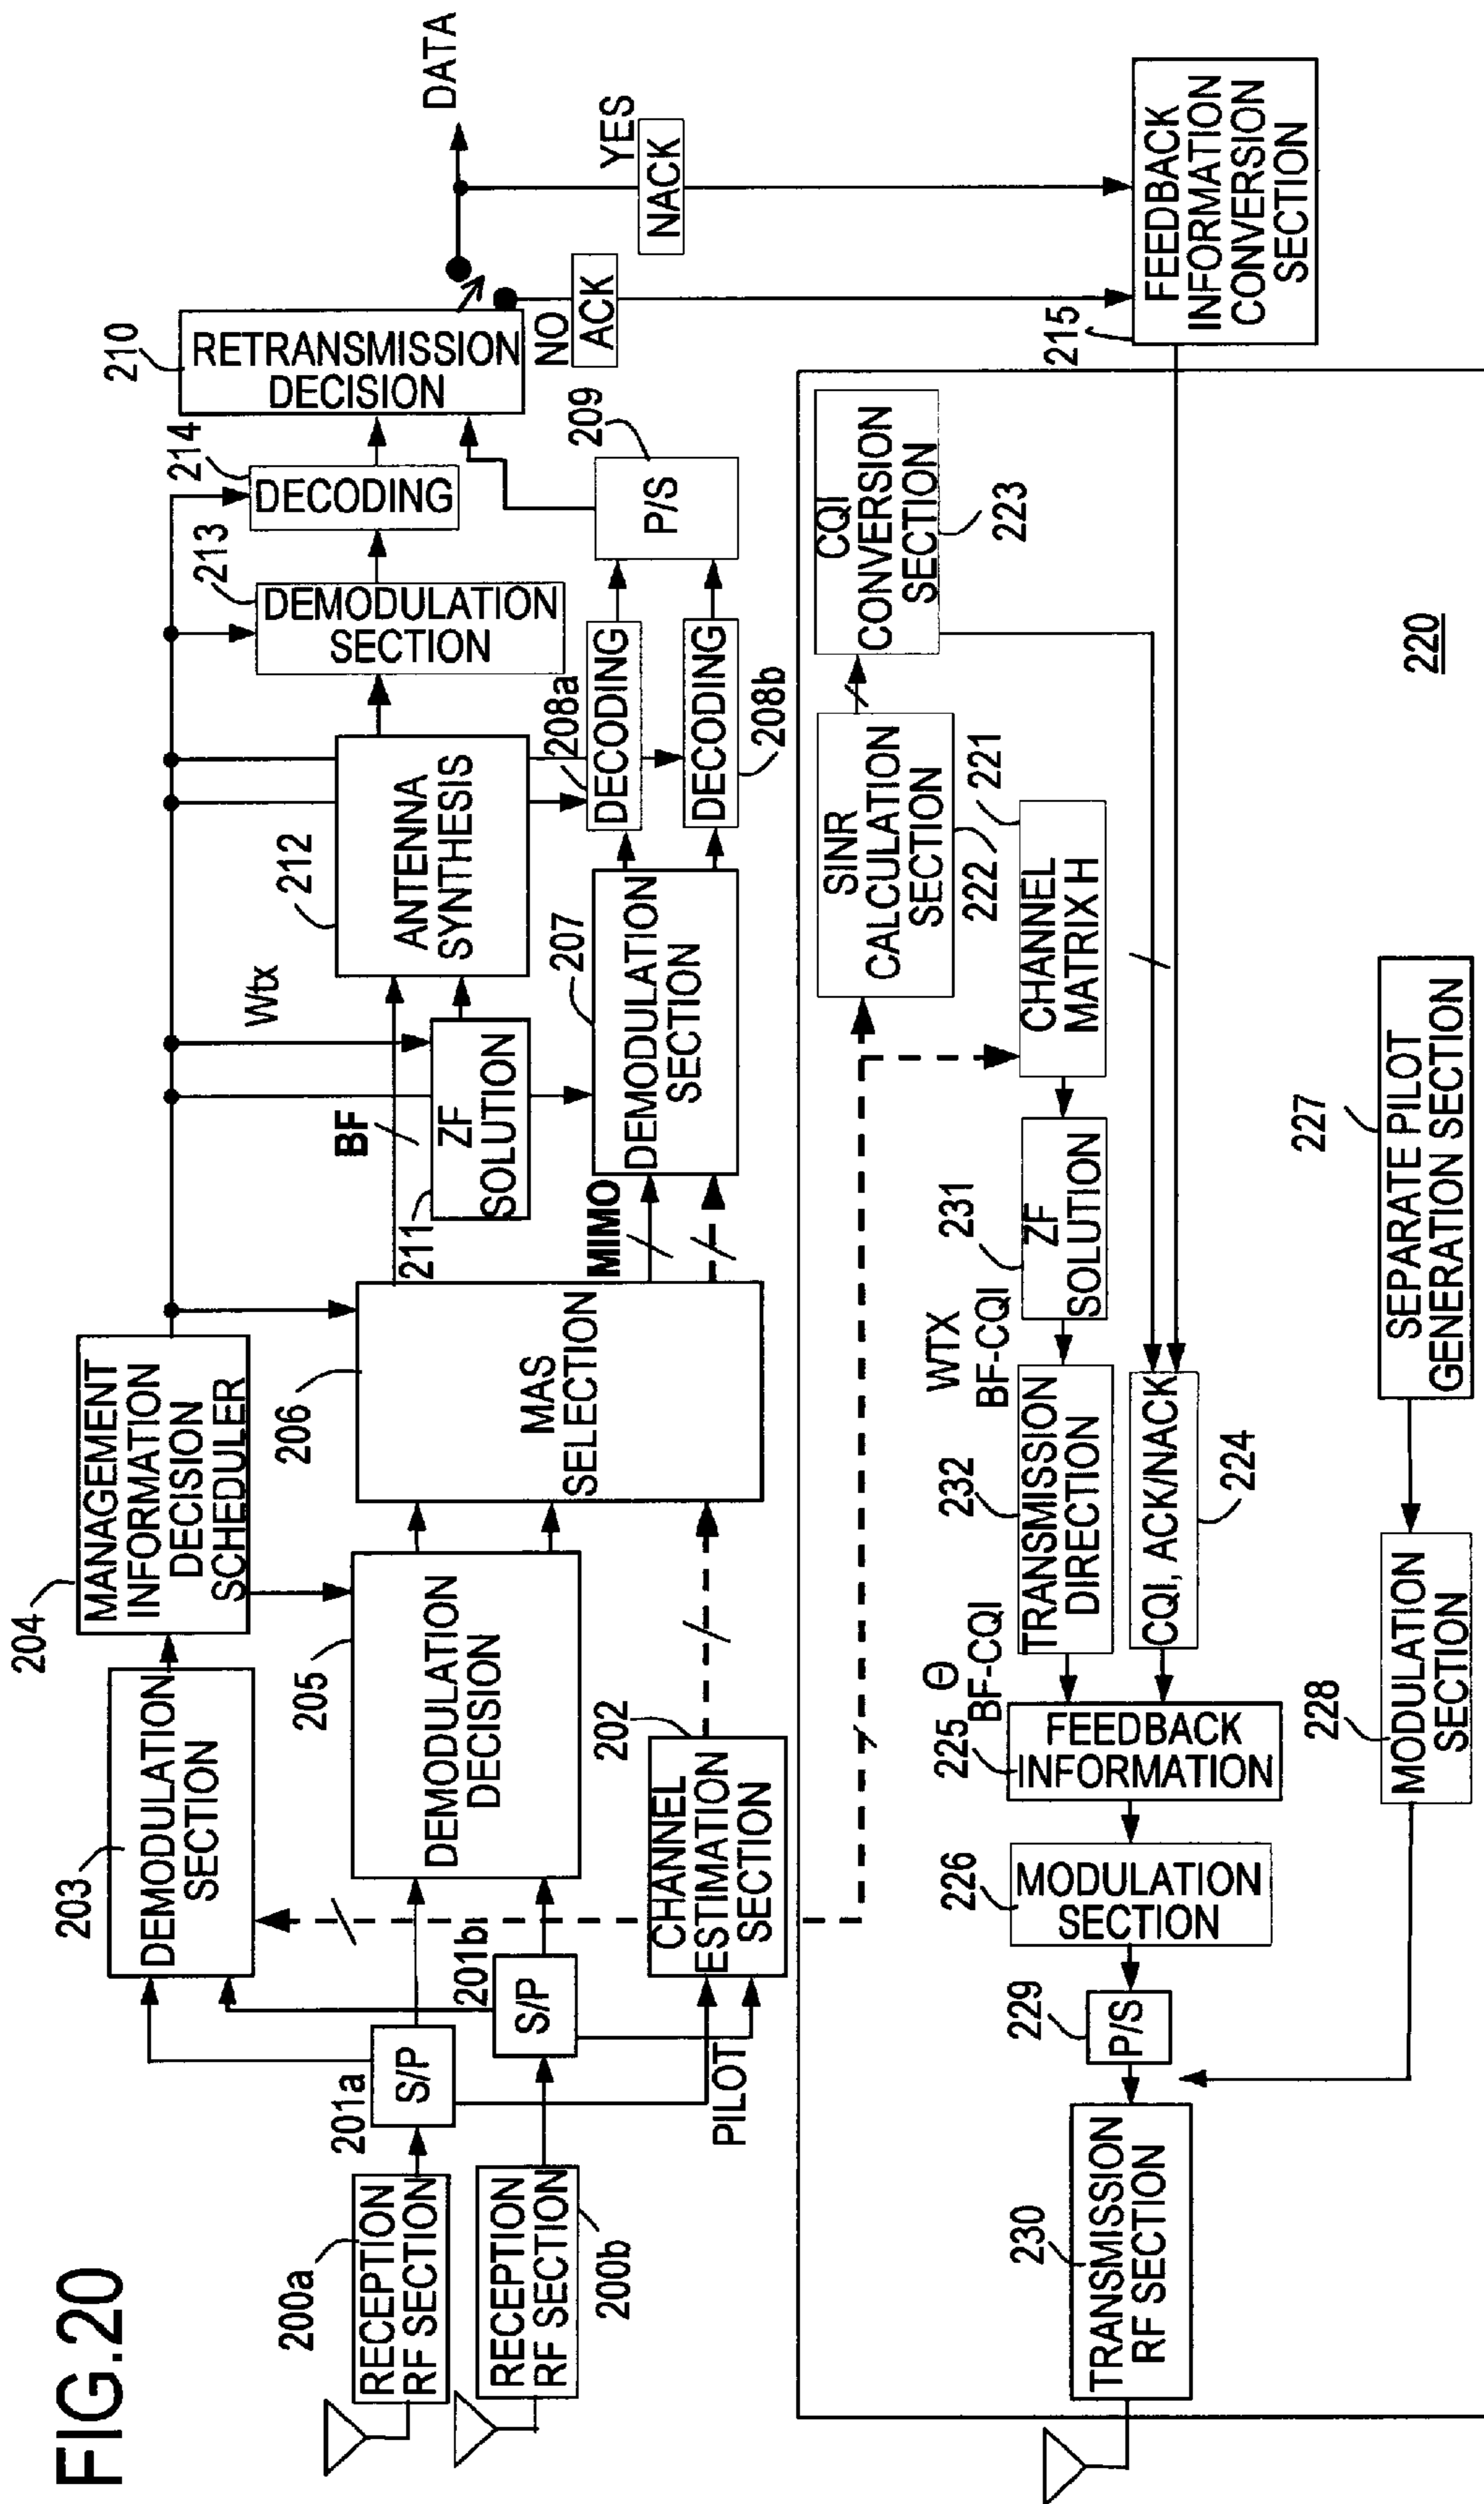 FIG.20
200a
RECEPTION
RF SECTION
RECEPTION
RF SECTION
200b
201a
S/P
201b
S/P
PILOT
203
DEMODULATION
SECTION
204
MANAGEMENT
INFORMATION
DECISION
SCHEDULER
205
DEMODULATION
DECISION
202
CHANNEL
ESTIMATION
SECTION
206
MAS
SELECTION
Wtx
BF
211
ZF
SOLUTION
MIMO
212
ANTENNA
SYNTHESIS
207
DEMODULATION
SECTION
213
DEMODULATION
SECTION
214
DECODING
208a
DECODING
DECODING
208b
209
P/S
210
RETRANSMISSION
DECISION
NO
ACK
YES
NACK
DATA
215
FEEDBACK
INFORMATION
CONVERSION
SECTION
220
CQI
CONVERSION
SECTION
223
SINR
CALCULATION
SECTION
222
221
CHANNEL
MATRIX H
231
ZF
SOLUTION
WTX
BF-CQI
232
TRANSMISSION
DIRECTION
CQI, ACK/NACK
224
Θ
BF-CQI
225
FEEDBACK
INFORMATION
226
MODULATION
SECTION
227
SEPARATE PILOT
GENERATION SECTION
228
MODULATION
SECTION
229
P/S
230
TRANSMISSION
RF SECTION